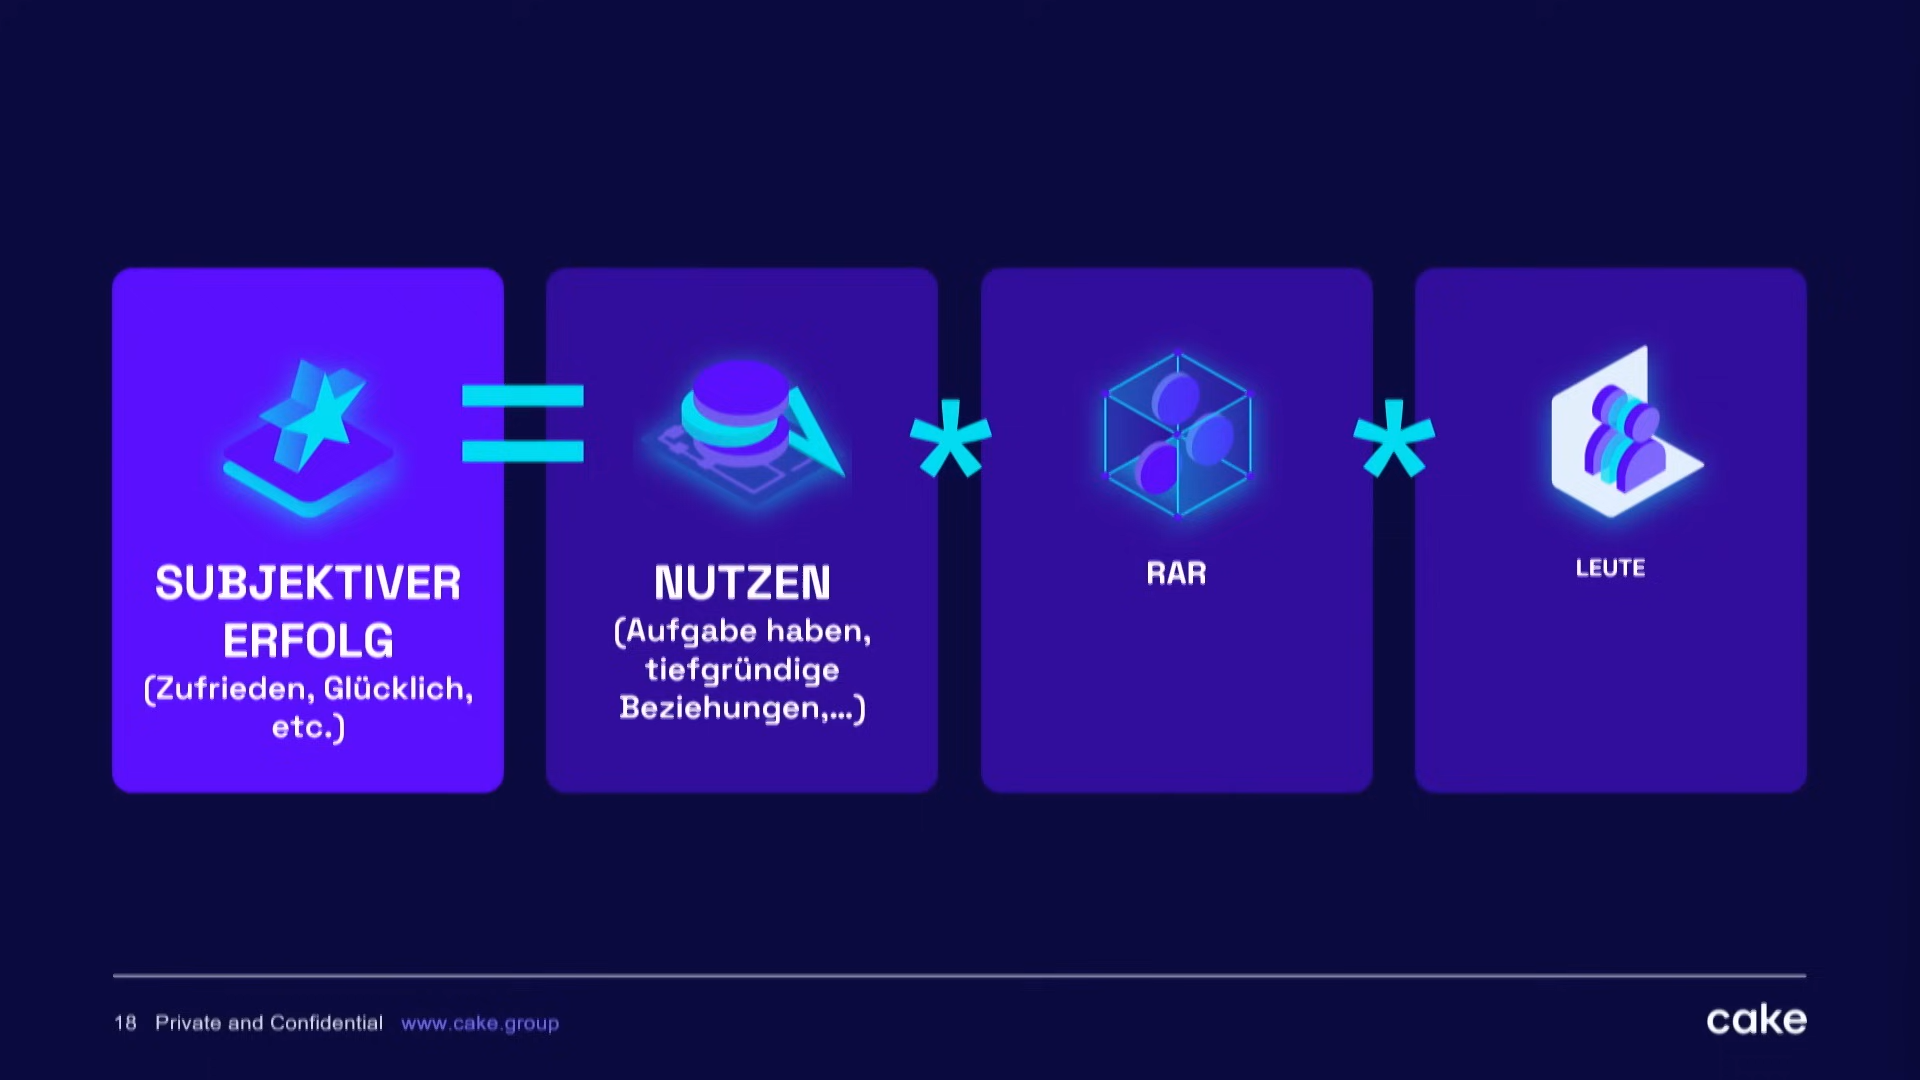 SUBJEKTIVER
ERFOLG
(Zufrieden, Glücklich,
etc.)
=
NUTZEN
(Aufgabe haben,
tiefgründige
Beziehungen,...)
*
RAR
*
LEUTE
18 Private and Confidential www.cake.group
cake